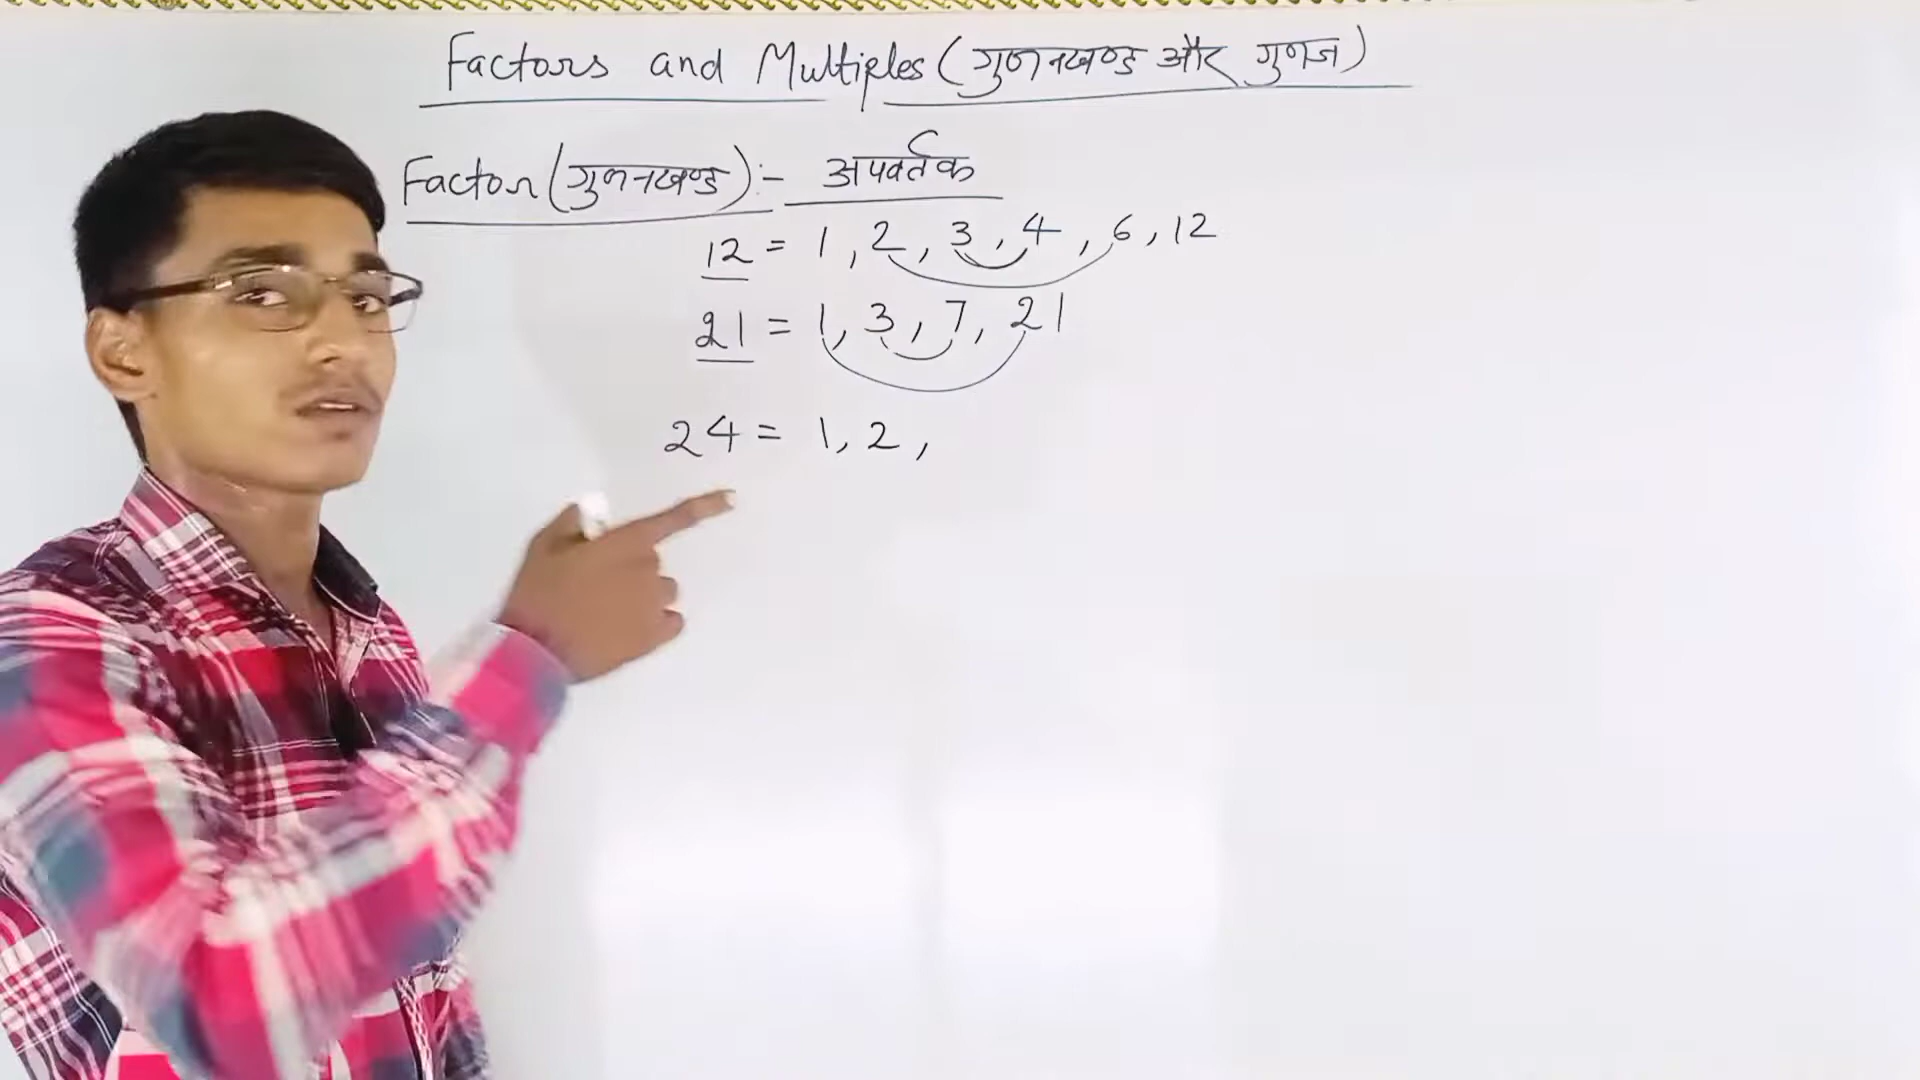 Factors and Multiples (गुणनखण्ड और गुणज)
Factor (गुणनखण्ड) :- अपवर्तक
12 = 1, 2, 3, 4, 6, 12
21 = 1, 3, 7, 21
24 = 1, 2,